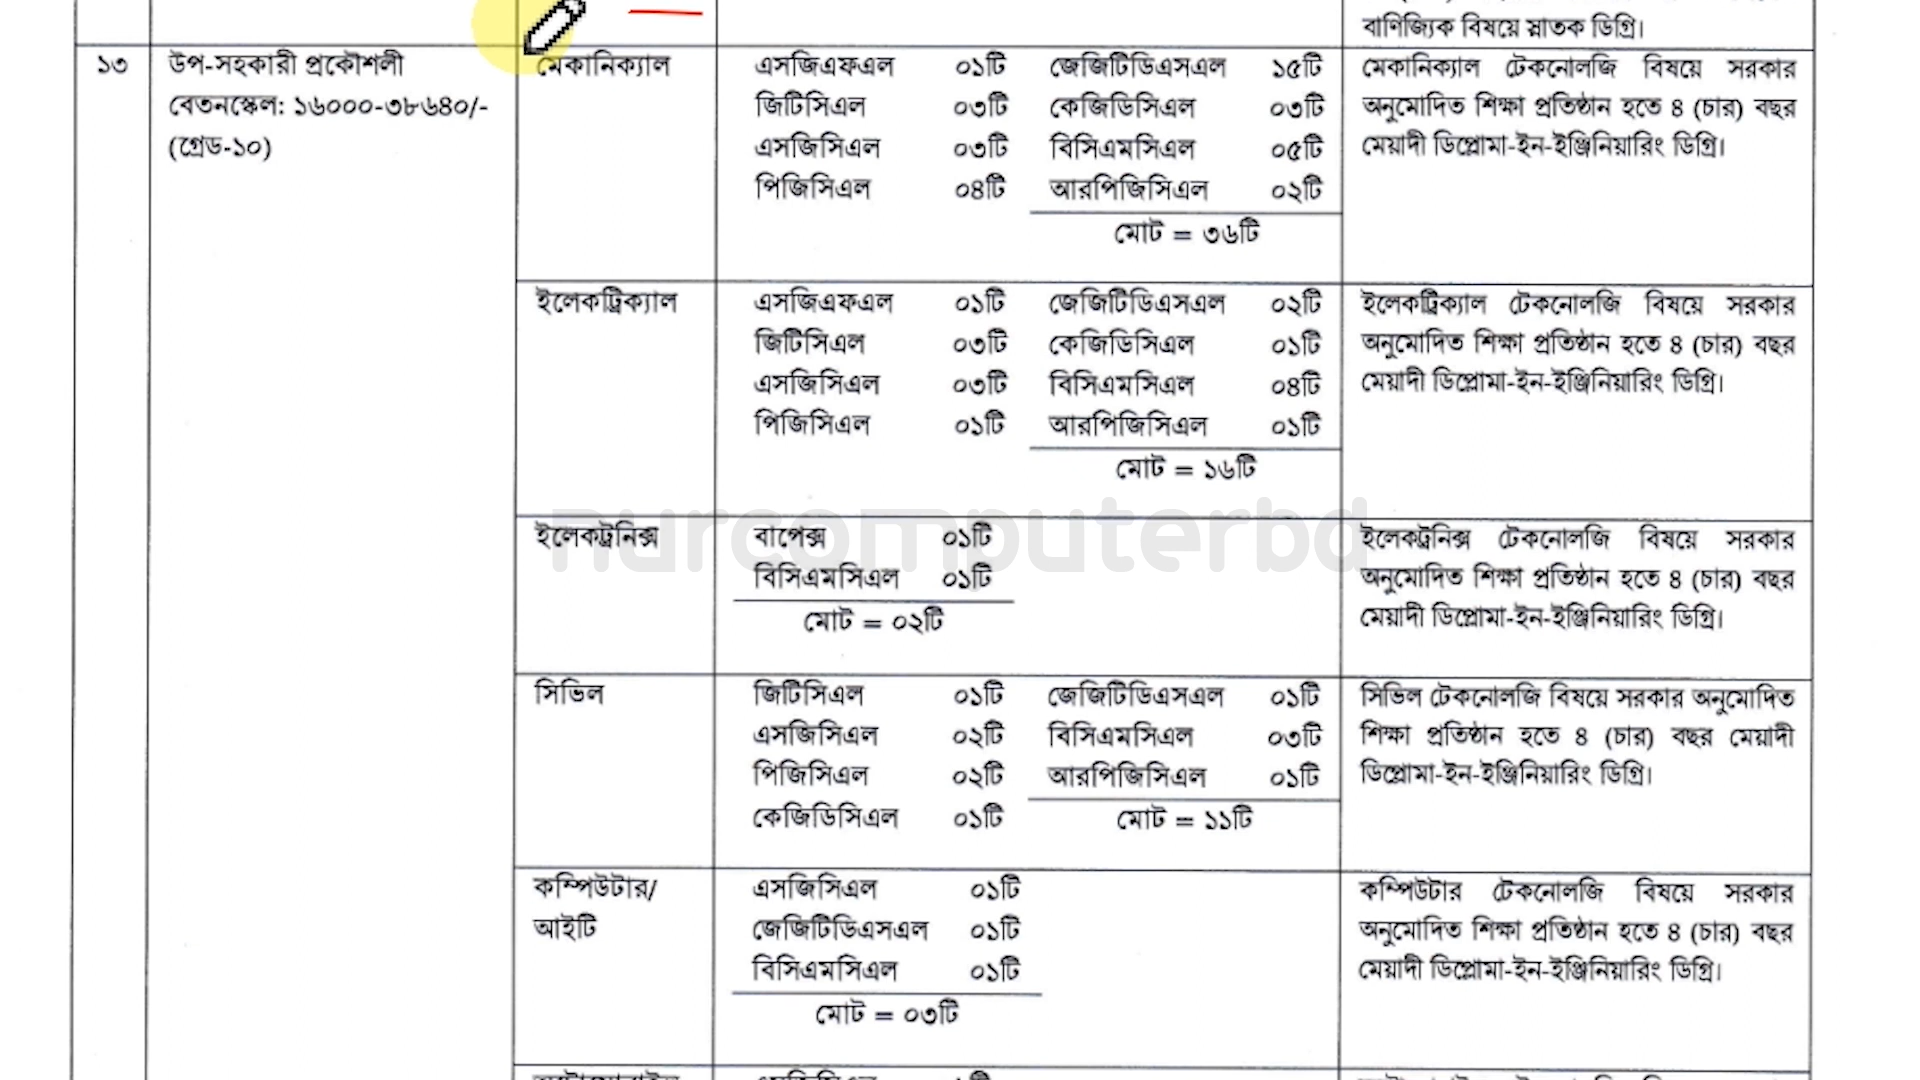 বাণিজ্যিক বিষয়ে স্নাতক ডিগ্রি।
১৩
উপ-সহকারী প্রকৌশলী
বেতনস্কেল: ১৬০০০-৩৮৬৪০/-
(গ্রেড-১০)
মেকানিক্যাল
এসজিএফএল ০১টি জেজিটিডিএসএল ১৫টি
জিটিসিএল ০৩টি কেজিডিসিএল ০৩টি
এসজিসিএল ০৩টি বিসিএমসিএল ০৫টি
পিজিসিএল ০৪টি আরপিজিসিএল ০২টি
মোট = ৩৬টি
মেকানিক্যাল টেকনোলজি বিষয়ে সরকার
অনুমোদিত শিক্ষা প্রতিষ্ঠান হতে ৪ (চার) বছর
মেয়াদী ডিপ্লোমা-ইন-ইঞ্জিনিয়ারিং ডিগ্রি।
ইলেকট্রিক্যাল
এসজিএফএল ০১টি জেজিটিডিএসএল ০২টি
জিটিসিএল ০৩টি কেজিডিসিএল ০১টি
এসজিসিএল ০৩টি বিসিএমসিএল ০৪টি
পিজিসিএল ০১টি আরপিজিসিএল ০১টি
মোট = ১৬টি
ইলেকট্রিক্যাল টেকনোলজি বিষয়ে সরকার
অনুমোদিত শিক্ষা প্রতিষ্ঠান হতে ৪ (চার) বছর
মেয়াদী ডিপ্লোমা-ইন-ইঞ্জিনিয়ারিং ডিগ্রি।
nurcomputerbd
ইলেকট্রনিক্স
বাপেক্স ০১টি
বিসিএমসিএল ০১টি
মোট = ০২টি
ইলেকট্রনিক্স টেকনোলজি বিষয়ে সরকার
অনুমোদিত শিক্ষা প্রতিষ্ঠান হতে ৪ (চার) বছর
মেয়াদী ডিপ্লোমা-ইন-ইঞ্জিনিয়ারিং ডিগ্রি।
সিভিল
জিটিসিএল ০১টি জেজিটিডিএসএল ০১টি
এসজিসিএল ০২টি বিসিএমসিএল ০৩টি
পিজিসিএল ০২টি আরপিজিসিএল ০১টি
কেজিডিসিএল ০১টি মোট = ১১টি
সিভিল টেকনোলজি বিষয়ে সরকার অনুমোদিত
শিক্ষা প্রতিষ্ঠান হতে ৪ (চার) বছর মেয়াদী
ডিপ্লোমা-ইন-ইঞ্জিনিয়ারিং ডিগ্রি।
কম্পিউটার/
আইটি
এসজিসিএল ০১টি
জেজিটিডিএসএল ০১টি
বিসিএমসিএল ০১টি
মোট = ০৩টি
কম্পিউটার টেকনোলজি বিষয়ে সরকার
অনুমোদিত শিক্ষা প্রতিষ্ঠান হতে ৪ (চার) বছর
মেয়াদী ডিপ্লোমা-ইন-ইঞ্জিনিয়ারিং ডিগ্রি।